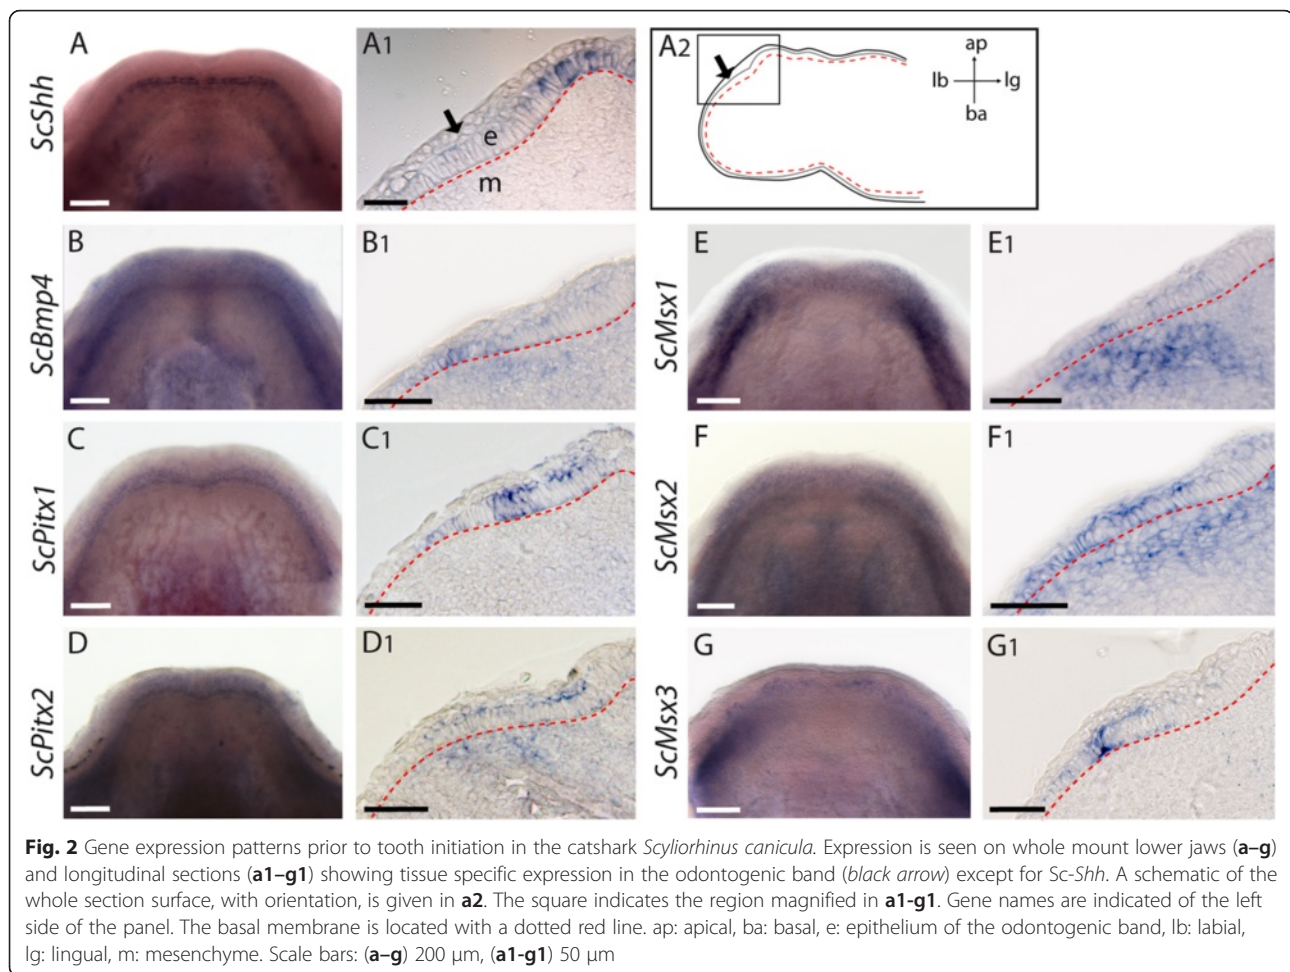 A
A1
A2
ap
lb
lg
ba
e
m
ScShh
B
B1
ScBmp4
E
E1
ScMsx1
C
C1
ScPitx1
F
F1
ScMsx2
D
D1
ScPitx2
G
G1
ScMsx3
Fig. 2 Gene expression patterns prior to tooth initiation in the catshark Scyliorhinus canicula. Expression is seen on whole mount lower jaws (a–g)
and longitudinal sections (a1–g1) showing tissue specific expression in the odontogenic band (black arrow) except for Sc-Shh. A schematic of the
whole section surface, with orientation, is given in a2. The square indicates the region magnified in a1-g1. Gene names are indicated of the left
side of the panel. The basal membrane is located with a dotted red line. ap: apical, ba: basal, e: epithelium of the odontogenic band, lb: labial,
lg: lingual, m: mesenchyme. Scale bars: (a–g) 200 μm, (a1-g1) 50 μm